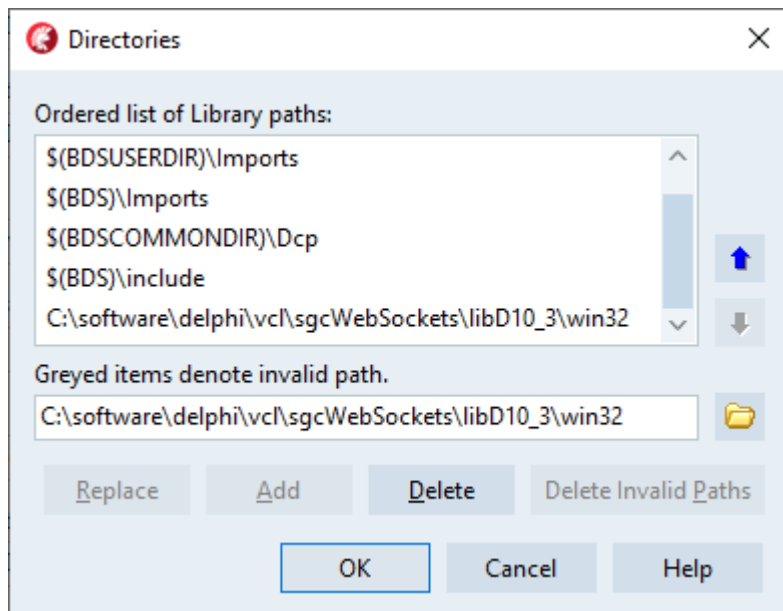 Directories
Ordered list of Library paths:
$(BDSUSERDIR)\Imports
$(BDS)\Imports
$(BDSCOMMONDIR)\Dcp
$(BDS)\include
C:\software\delphi\vcl\sgcWebSockets\libD10_3\win32
Greyed items denote invalid path.
C:\software\delphi\vcl\sgcWebSockets\libD10_3\win32
Replace Add Delete Delete Invalid Paths
OK Cancel Help